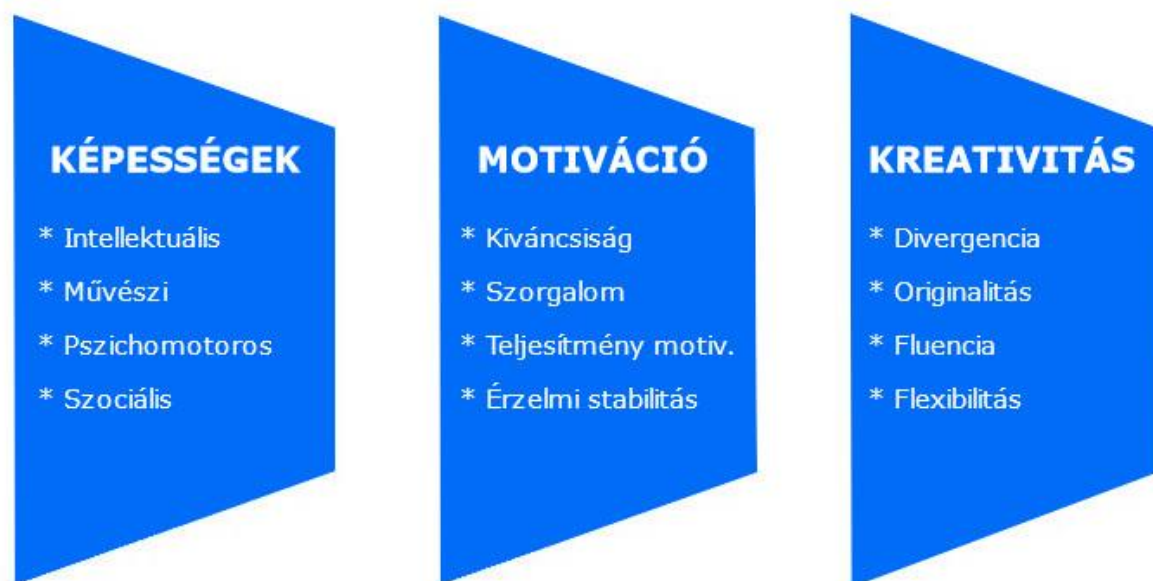 KÉPESSÉGEK
* Intellektuális
* Művészi
* Pszichomotoros
* Szociális
MOTIVÁCIÓ
* Kiváncsiság
* Szorgalom
* Teljesítmény motiv.
* Érzelmi stabilitás
KREATIVITÁS
* Divergencia
* Originalitás
* Fluencia
* Flexibilitás